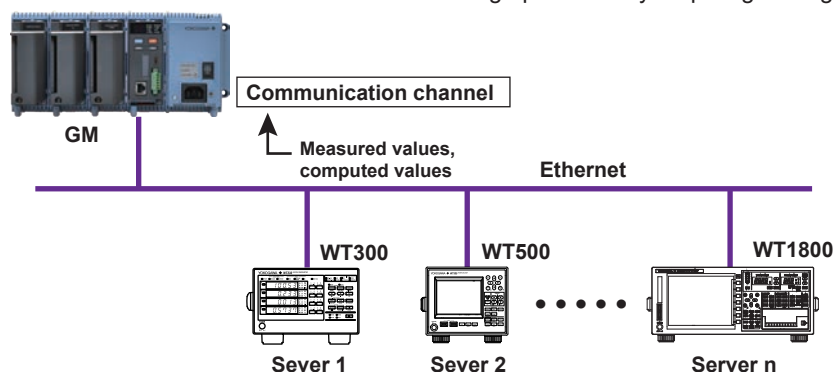 Communication channel
GM
Measured values,
computed values
Ethernet
WT300
WT500
WT1800
Sever 1
Sever 2
Server n